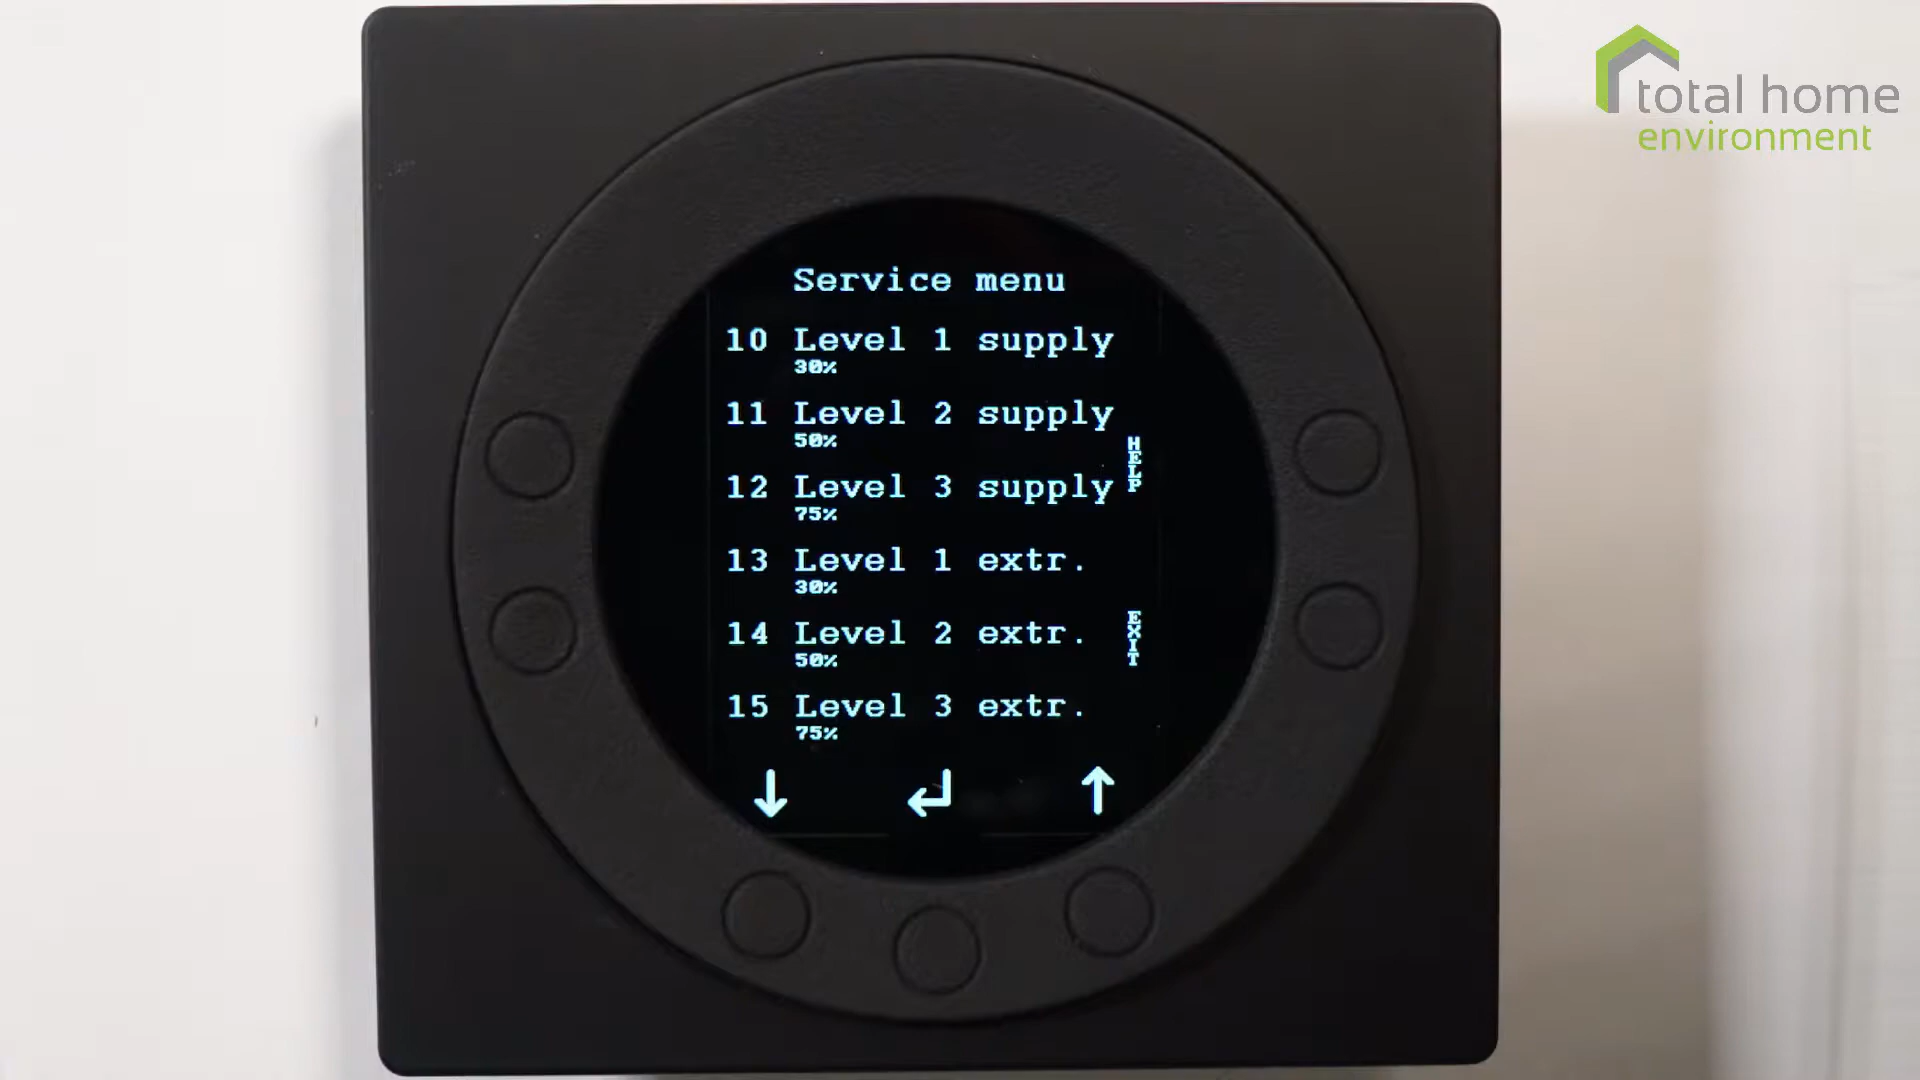 total home
environment
Service menu
10 Level 1 supply
30%
11 Level 2 supply
50%
HELP
12 Level 3 supply
75%
13 Level 1 extr.
30%
14 Level 2 extr.
50%
EXIT
15 Level 3 extr.
75%